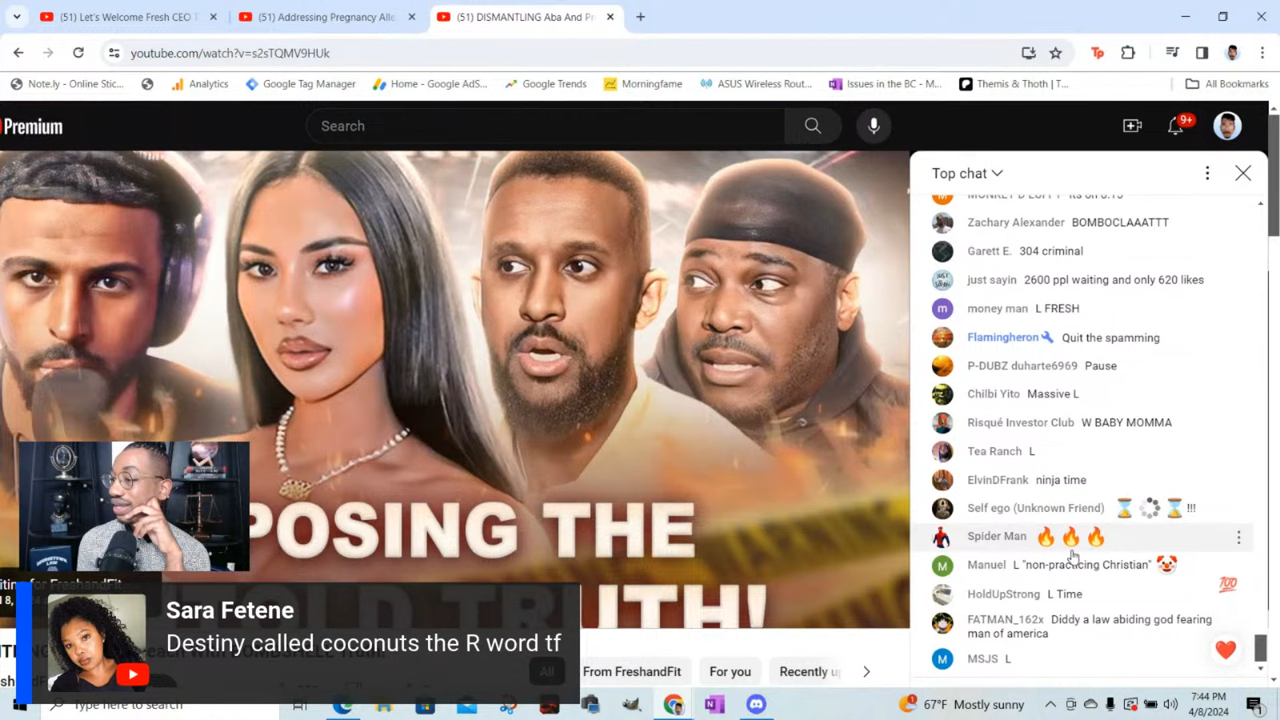 (51) Let's Welcome Fresh CEO T
(51) Addressing Pregnancy Alle
(51) DISMANTLING Aba And Pr
youtube.com/watch?v=s2sTQMV9HUk
Note.ly - Online Stic...
Analytics
Google Tag Manager
Home - Google AdS...
Google Trends
Morningfame
ASUS Wireless Rout...
Issues in the BC - M...
Themis & Thoth | T...
All Bookmarks
Premium
Search
9+
Top chat
Zachary Alexander BOMBOCLAAATTT
Garett E. 304 criminal
just sayin 2600 ppl waiting and only 620 likes
money man L FRESH
Flamingheron Quit the spamming
P-DUBZ duharte6969 Pause
Chilbi Yito Massive L
Risqué Investor Club W BABY MOMMA
Tea Ranch L
ElvinDFrank ninja time
Self ego (Unknown Friend) ⌛ ⌛ !!!
Spider Man 🔥 🔥 🔥
Manuel L "non-practicing Christian" 🤡
HoldUpStrong L Time
FATMAN_162x Diddy a law abiding god fearing
man of america
MSJS L
POSING THE
TRUTH!
iting for FreshandFit
Sara Fetene
Destiny called coconuts the R word tf
All
From FreshandFit
For you
Recently u
Type here to search
67°F Mostly sunny
7:44 PM
4/8/2024